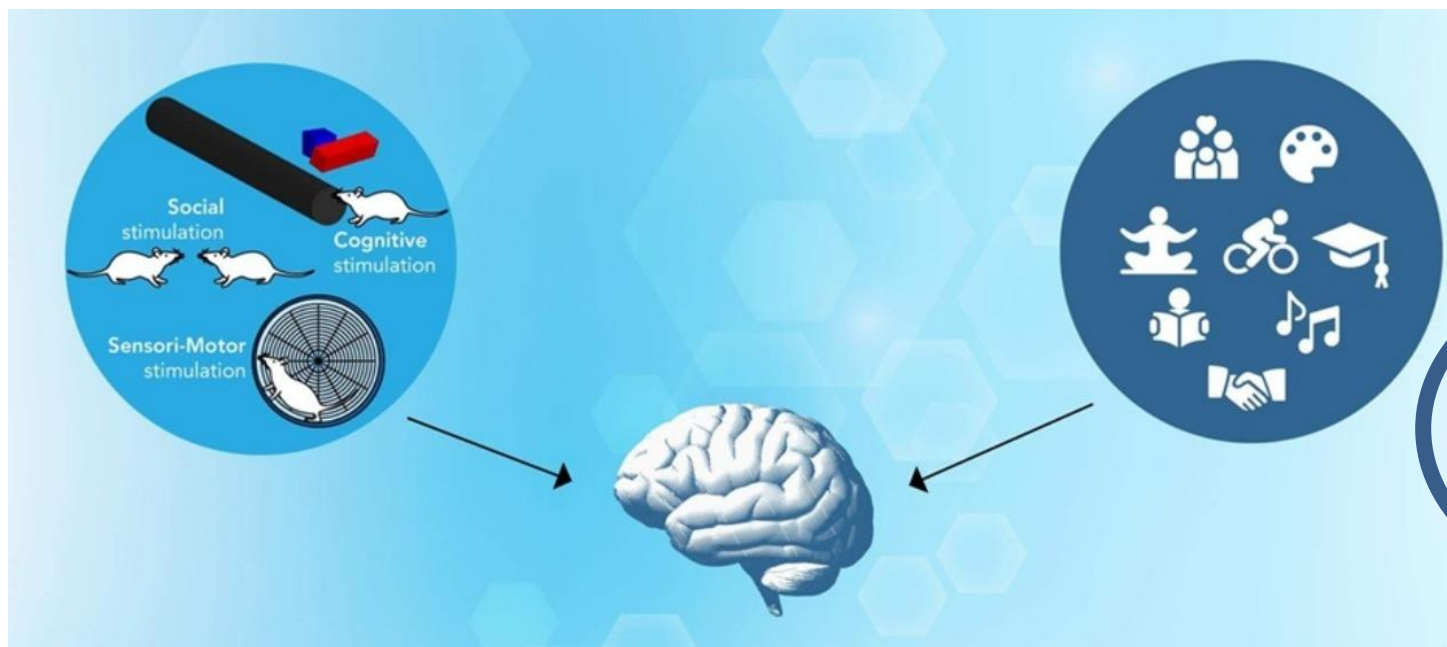 Social
stimulation
Cognitive
stimulation
Sensori-Motor
stimulation